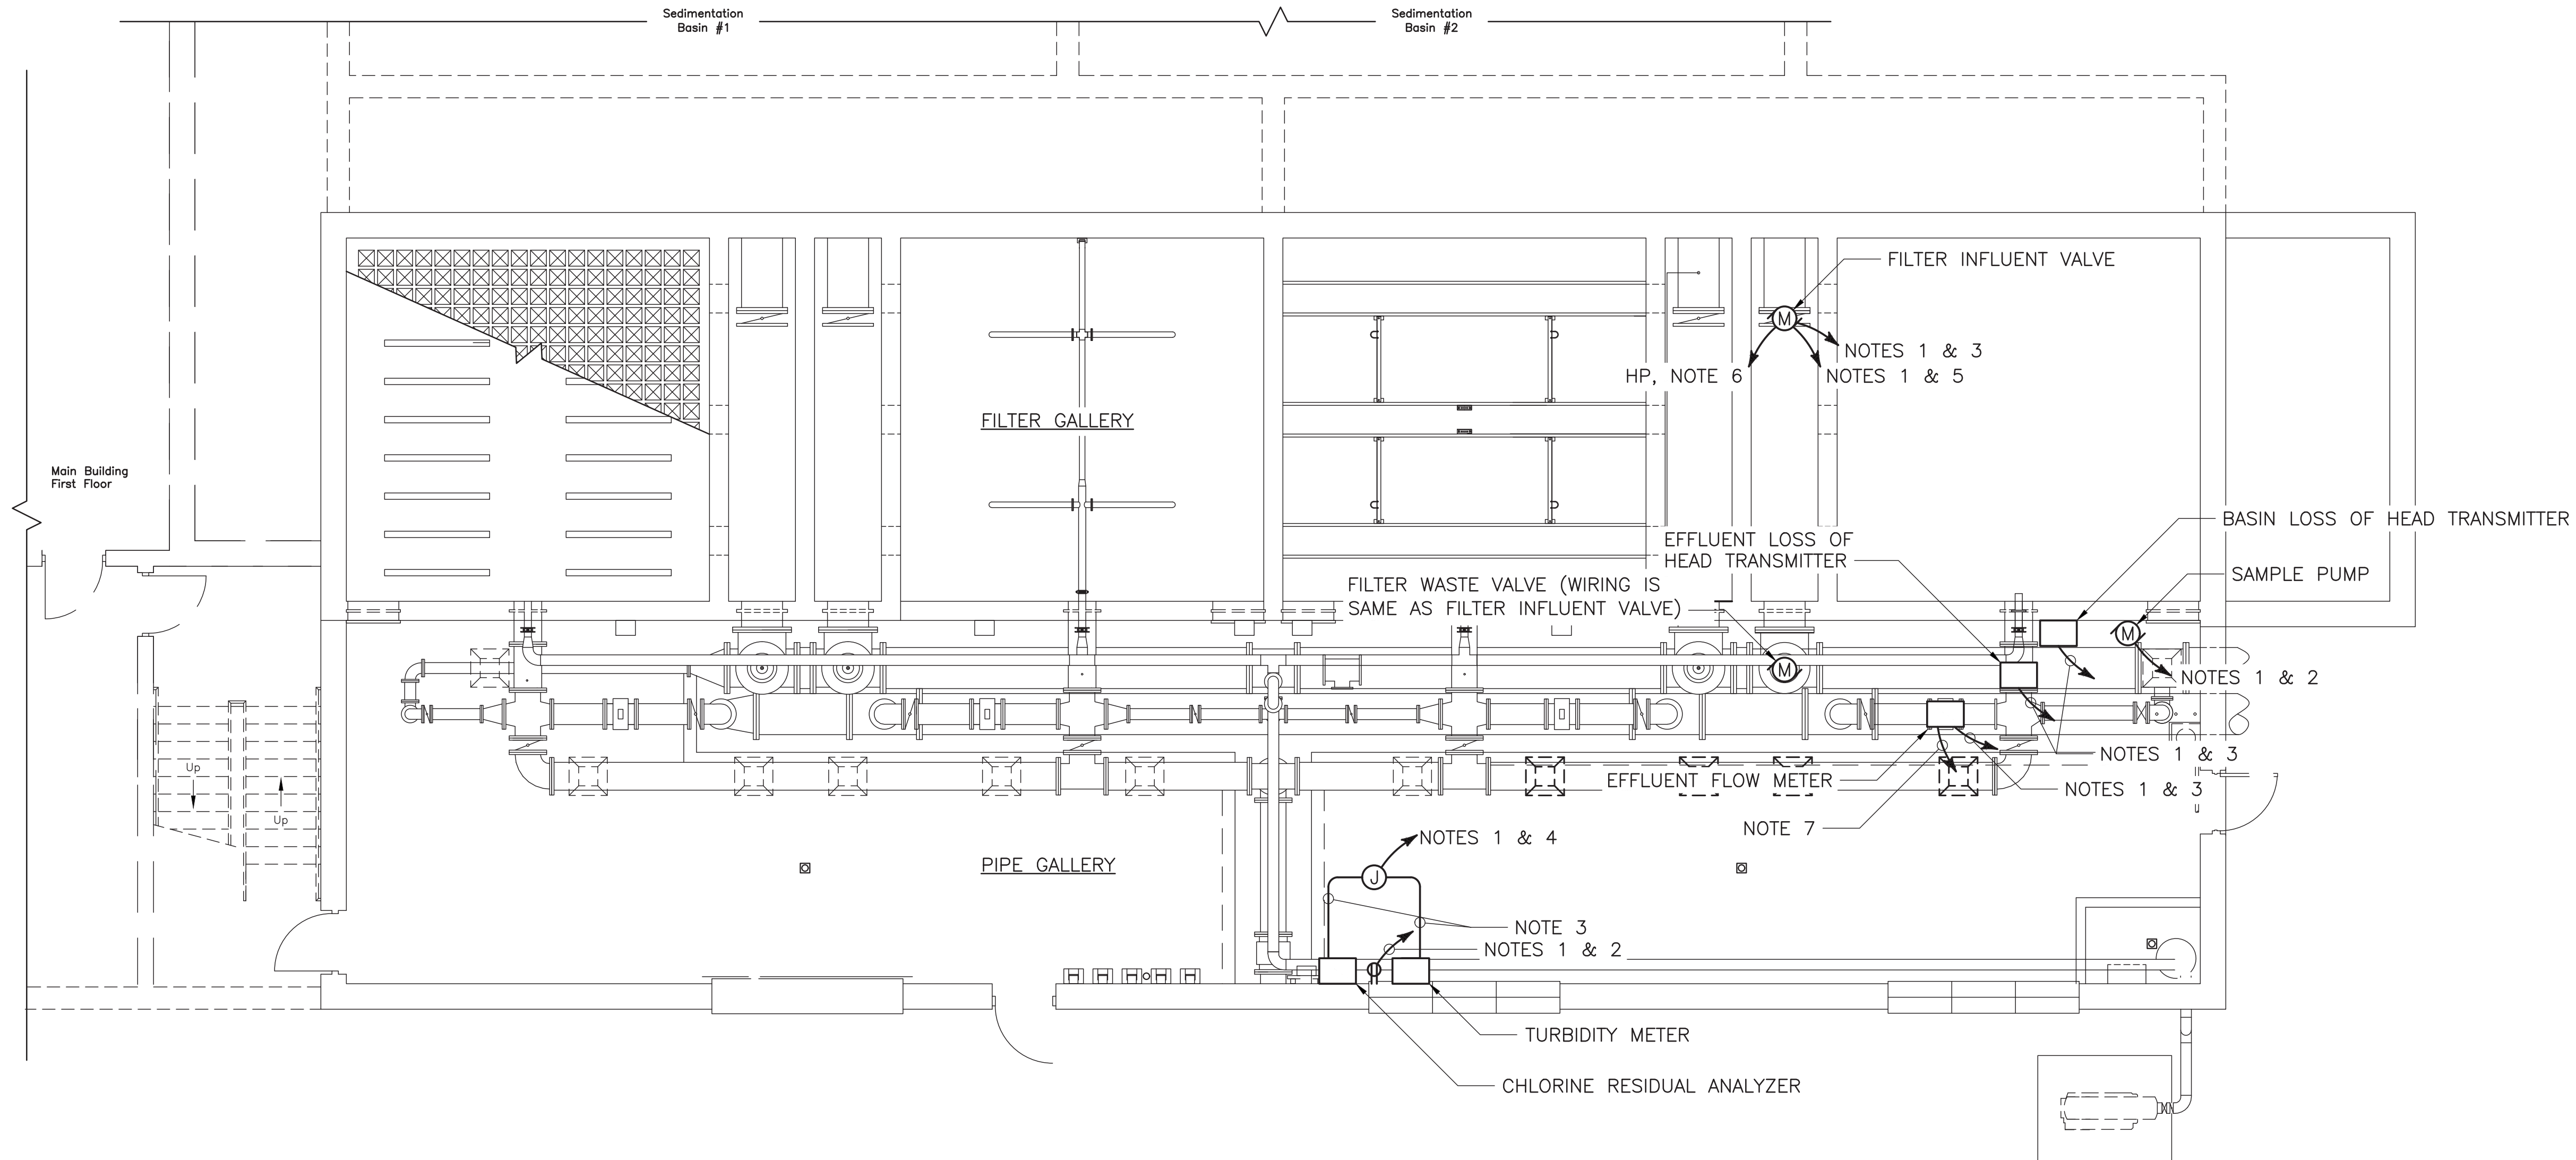 Sedimentation
Basin #1
Sedimentation
Basin #2
FILTER INFLUENT VALVE
M
NOTES 1 & 3
HP, NOTE 6
NOTES 1 & 5
FILTER GALLERY
Main Building
First Floor
BASIN LOSS OF HEAD TRANSMITTER
EFFLUENT LOSS OF
HEAD TRANSMITTER
SAMPLE PUMP
FILTER WASTE VALVE (WIRING IS
SAME AS FILTER INFLUENT VALVE)
M
M
NOTES 1 & 2
NOTES 1 & 3
Up
EFFLUENT FLOW METER
NOTES 1 & 3
Up
NOTE 7
NOTES 1 & 4
PIPE GALLERY
J
NOTE 3
NOTES 1 & 2
TURBIDITY METER
CHLORINE RESIDUAL ANALYZER